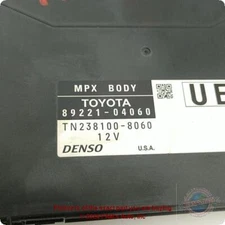 MPX BODY
TOYOTA
89221-04060
TN238100-8060
12V
DENSO
U.S.A.
UE